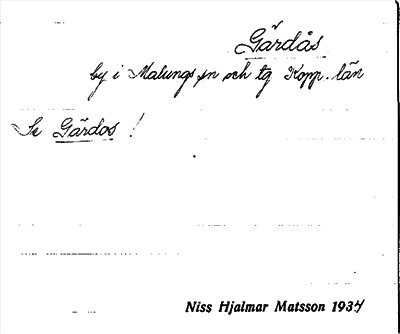 Gärdås
by i Malungs sn och tg Kopp. län
Se Gärdos !
Niss Hjalmar Matsson 1934